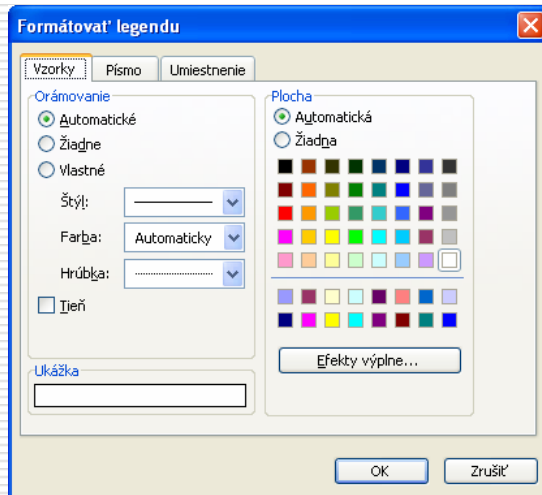 Formátovať legendu
Vzorky Písmo Umiestnenie
Orámovanie
Automatické
Žiadne
Vlastné
Štýl:
Farba: Automaticky
Hrúbka:
Tieň
Ukážka
Plocha
Automatická
Žiadna
Efekty výplne...
OK Zrušiť